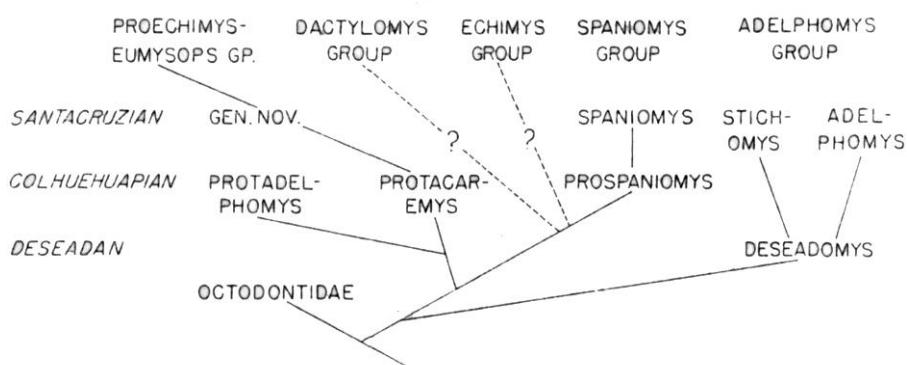 PROECHIMYS-
EUMYSOPS GP.
DACTYLOMYS
GROUP
ECHIMYS
GROUP
SPANIOMYS
GROUP
ADELPHOMYS
GROUP
SANTACRUZIAN
GEN. NOV.
?
?
SPANIOMYS
STICH-
OMYS
ADEL-
PHOMYS
COLHUEHUAPIAN
PROTADEL-
PHOMYS
PROTACAR-
EMYS
PROSPANIOMYS
DESEADAN
DESEADOMYS
OCTODONTIDAE